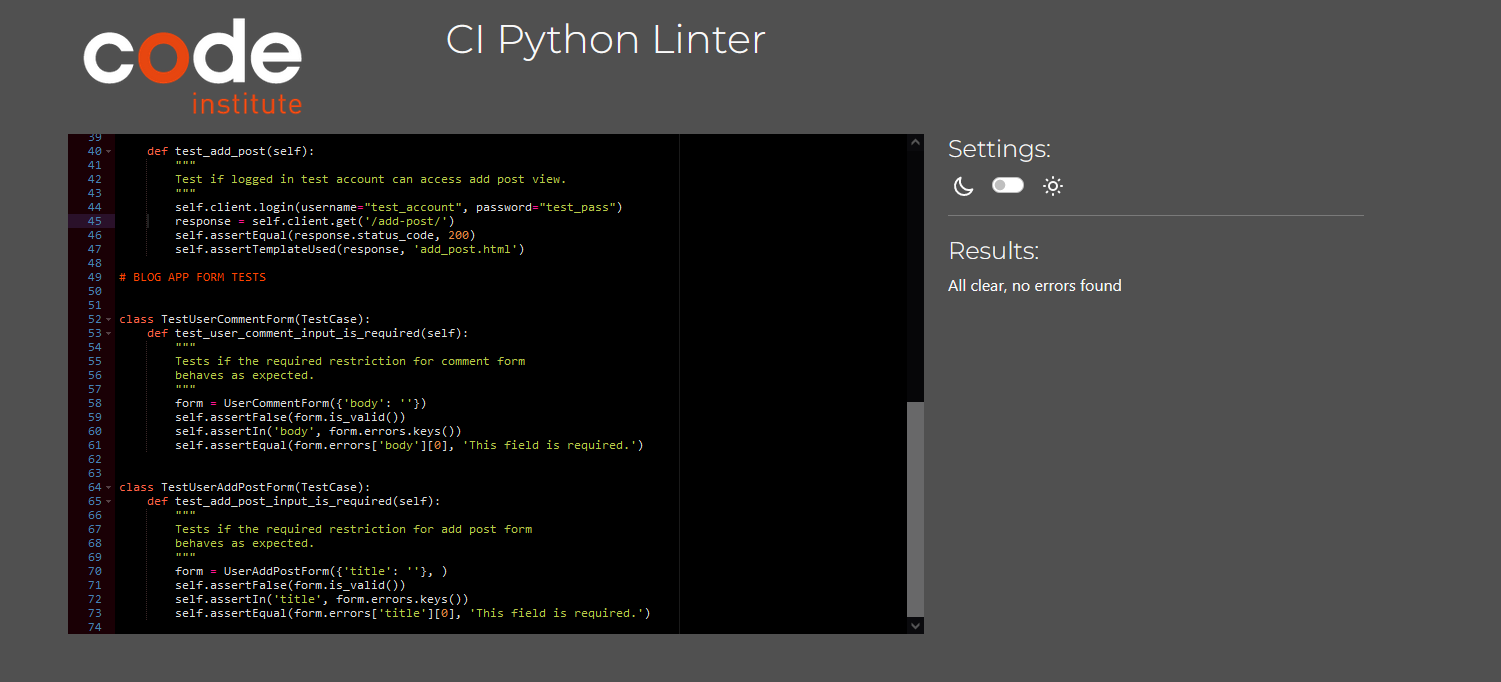 code
institute
CI Python Linter
39
40 def test_add_post(self):
41 """
42 Test if logged in test account can access add post view.
43 """
44 self.client.login(username="test_account", password="test_pass")
45 response = self.client.get('/add-post/')
46 self.assertEqual(response.status_code, 200)
47 self.assertTemplateUsed(response, 'add_post.html')
48
49 # BLOG APP FORM TESTS
50
51
52 class TestUserCommentForm(TestCase):
53 def test_user_comment_input_is_required(self):
54 """
55 Tests if the required restriction for comment form
56 behaves as expected.
57 """
58 form = UserCommentForm({'body': ''})
59 self.assertFalse(form.is_valid())
60 self.assertIn('body', form.errors.keys())
61 self.assertEqual(form.errors['body'][0], 'This field is required.')
62
63
64 class TestUserAddPostForm(TestCase):
65 def test_add_post_input_is_required(self):
66 """
67 Tests if the required restriction for add post form
68 behaves as expected.
69 """
70 form = UserAddPostForm({'title': ''}, )
71 self.assertFalse(form.is_valid())
72 self.assertIn('title', form.errors.keys())
73 self.assertEqual(form.errors['title'][0], 'This field is required.')
74
Settings:
Results:
All clear, no errors found